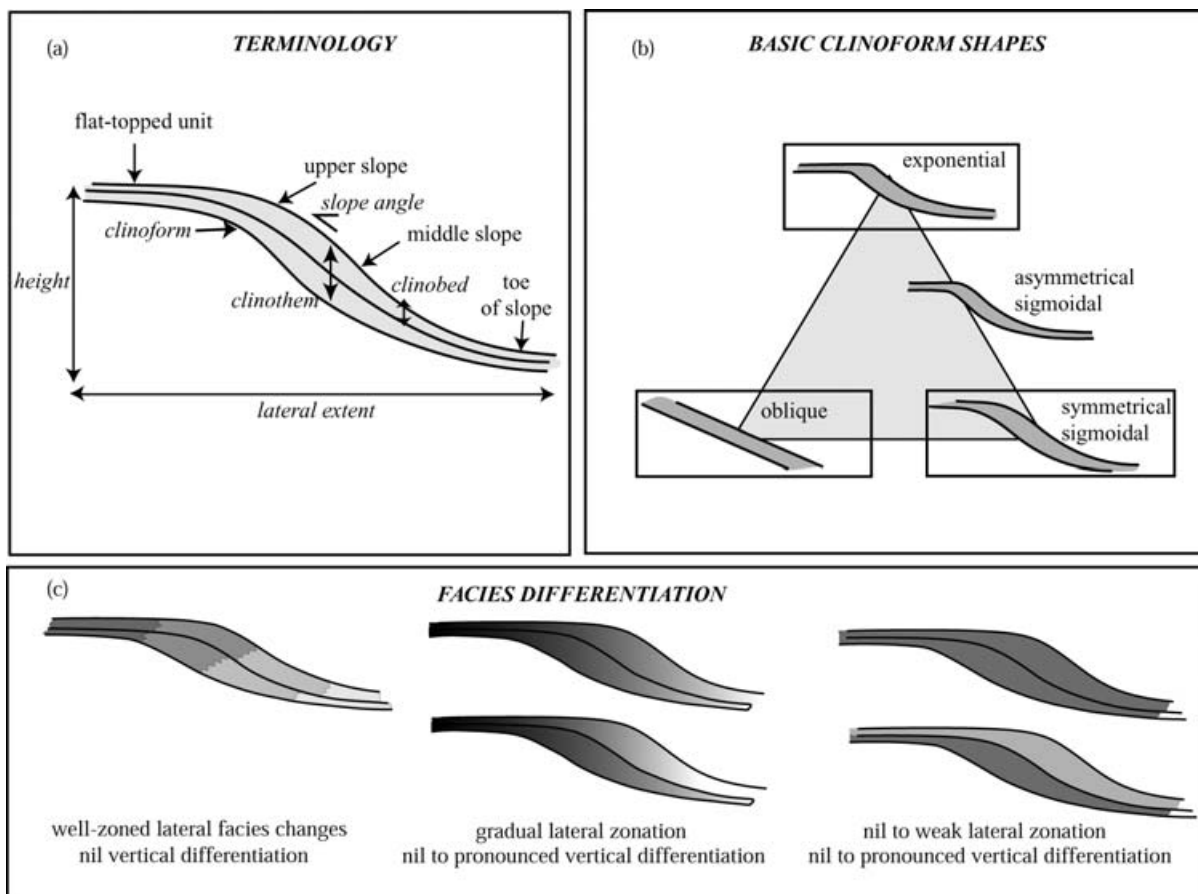 (a)
TERMINOLOGY
flat-topped unit
upper slope
slope angle
clinoform
middle slope
height
clinobed
clinothem
toe
of slope
lateral extent
(b)
BASIC CLINOFORM SHAPES
exponential
asymmetrical
sigmoidal
oblique
symmetrical
sigmoidal
(c)
FACIES DIFFERENTIATION
well-zoned lateral facies changes
nil vertical differentiation
gradual lateral zonation
nil to pronounced vertical differentiation
nil to weak lateral zonation
nil to pronounced vertical differentiation